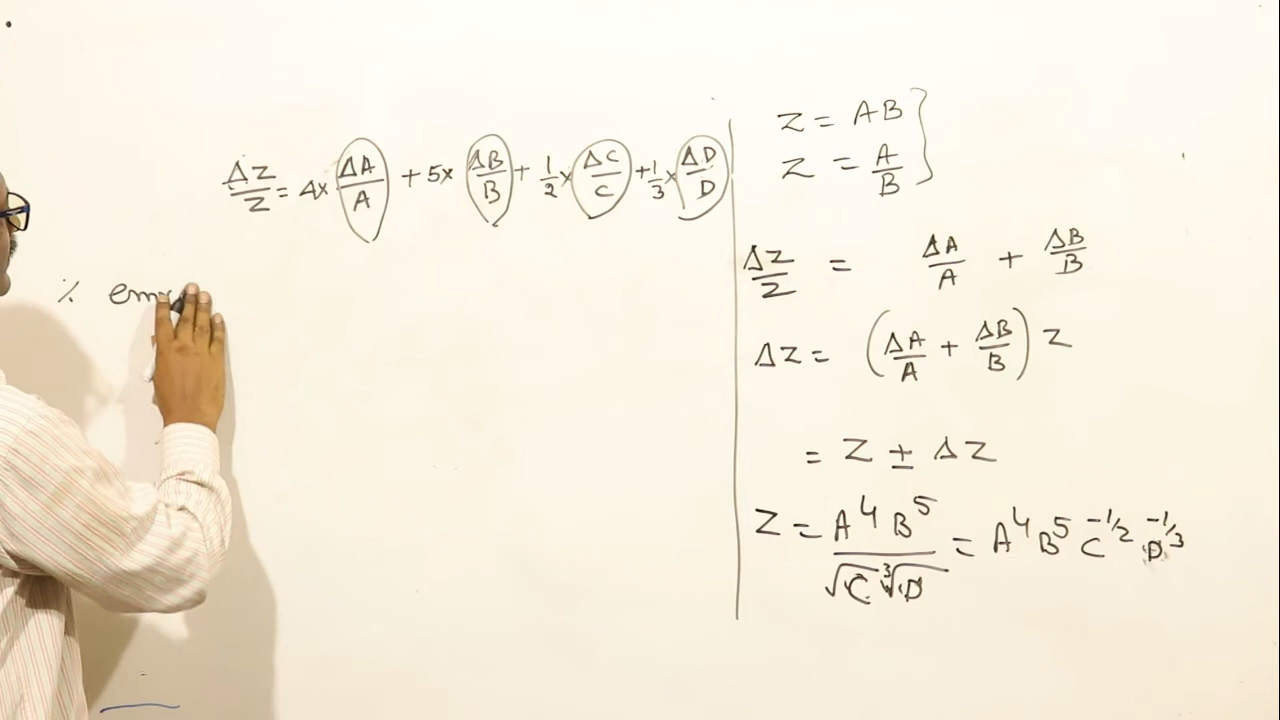 ΔZ/Z = 4× ΔA/A + 5× ΔB/B + 1/2 × ΔC/C + 1/3 × ΔD/D
%
Z = AB }
Z = A/B
ΔZ/Z = ΔA/A + ΔB/B
ΔZ = (ΔA/A + ΔB/B) Z
= Z ± ΔZ
Z = A⁴B⁵ / √C ³√D = A⁴ B⁵ C^-1/2 D^-1/3